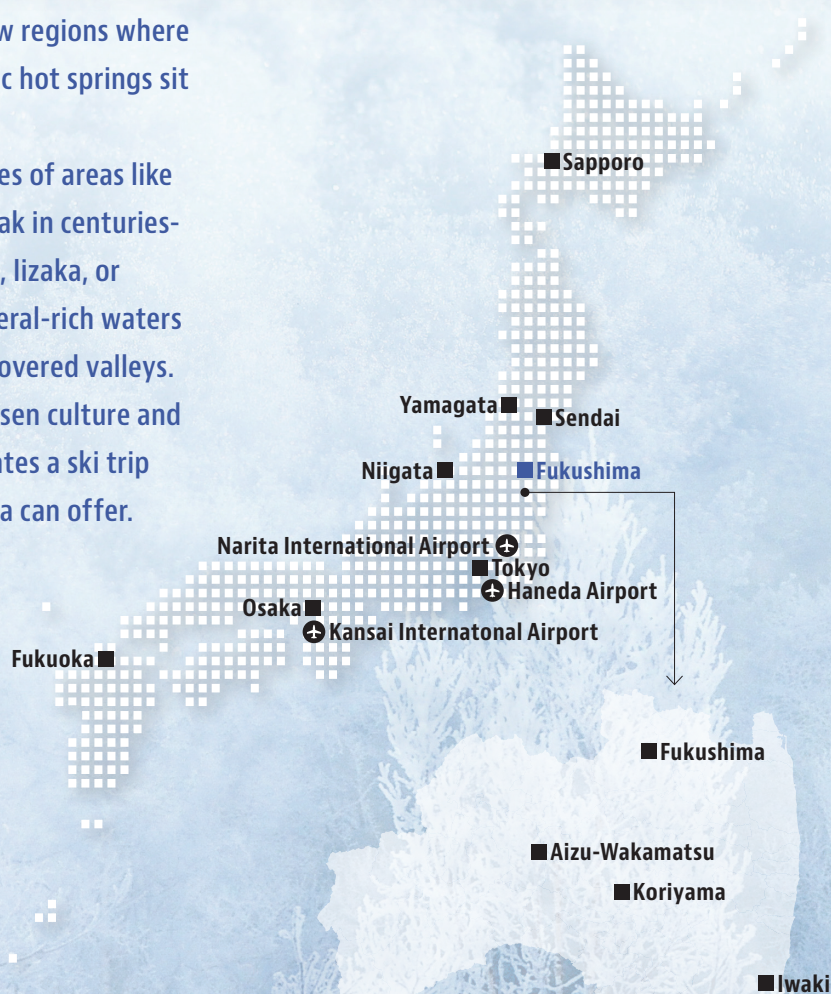 w regions where
c hot springs sit
es of areas like
ak in centuries-
, Iizaka, or
eral-rich waters
overed valleys.
sen culture and
tes a ski trip
a can offer.
Sapporo
Yamagata
Sendai
Niigata
Fukushima
Narita International Airport
Tokyo
Haneda Airport
Osaka
Kansai Internatonal Airport
Fukuoka
Fukushima
Aizu-Wakamatsu
Koriyama
Iwaki